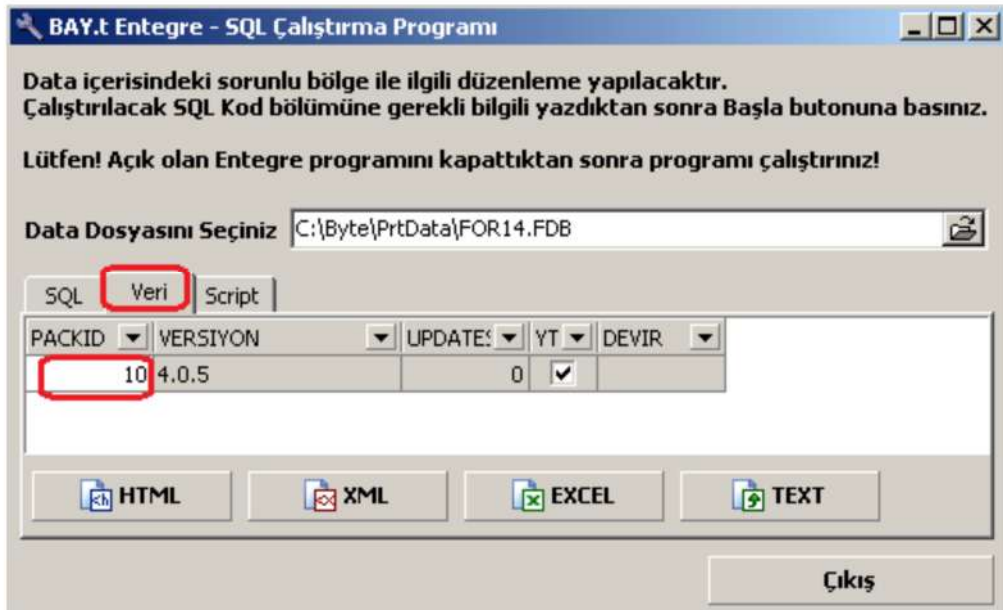 BAY.t Entegre - SQL Çalıştırma Programı
Data içerisindeki sorunlu bölge ile ilgili düzenleme yapılacaktır.
Çalıştırılacak SQL Kod bölümüne gerekli bilgili yazdıktan sonra Başla butonuna basınız.
Lütfen! Açık olan Entegre programını kapattıktan sonra programı çalıştırınız!
Data Dosyasını Seçiniz C:\Byte\PrtData\FOR14.FDB
SQL Veri Script
PACKID VERSIYON UPDATES YT DEVIR
10 4.0.5 0
HTML XML EXCEL TEXT
Çıkış